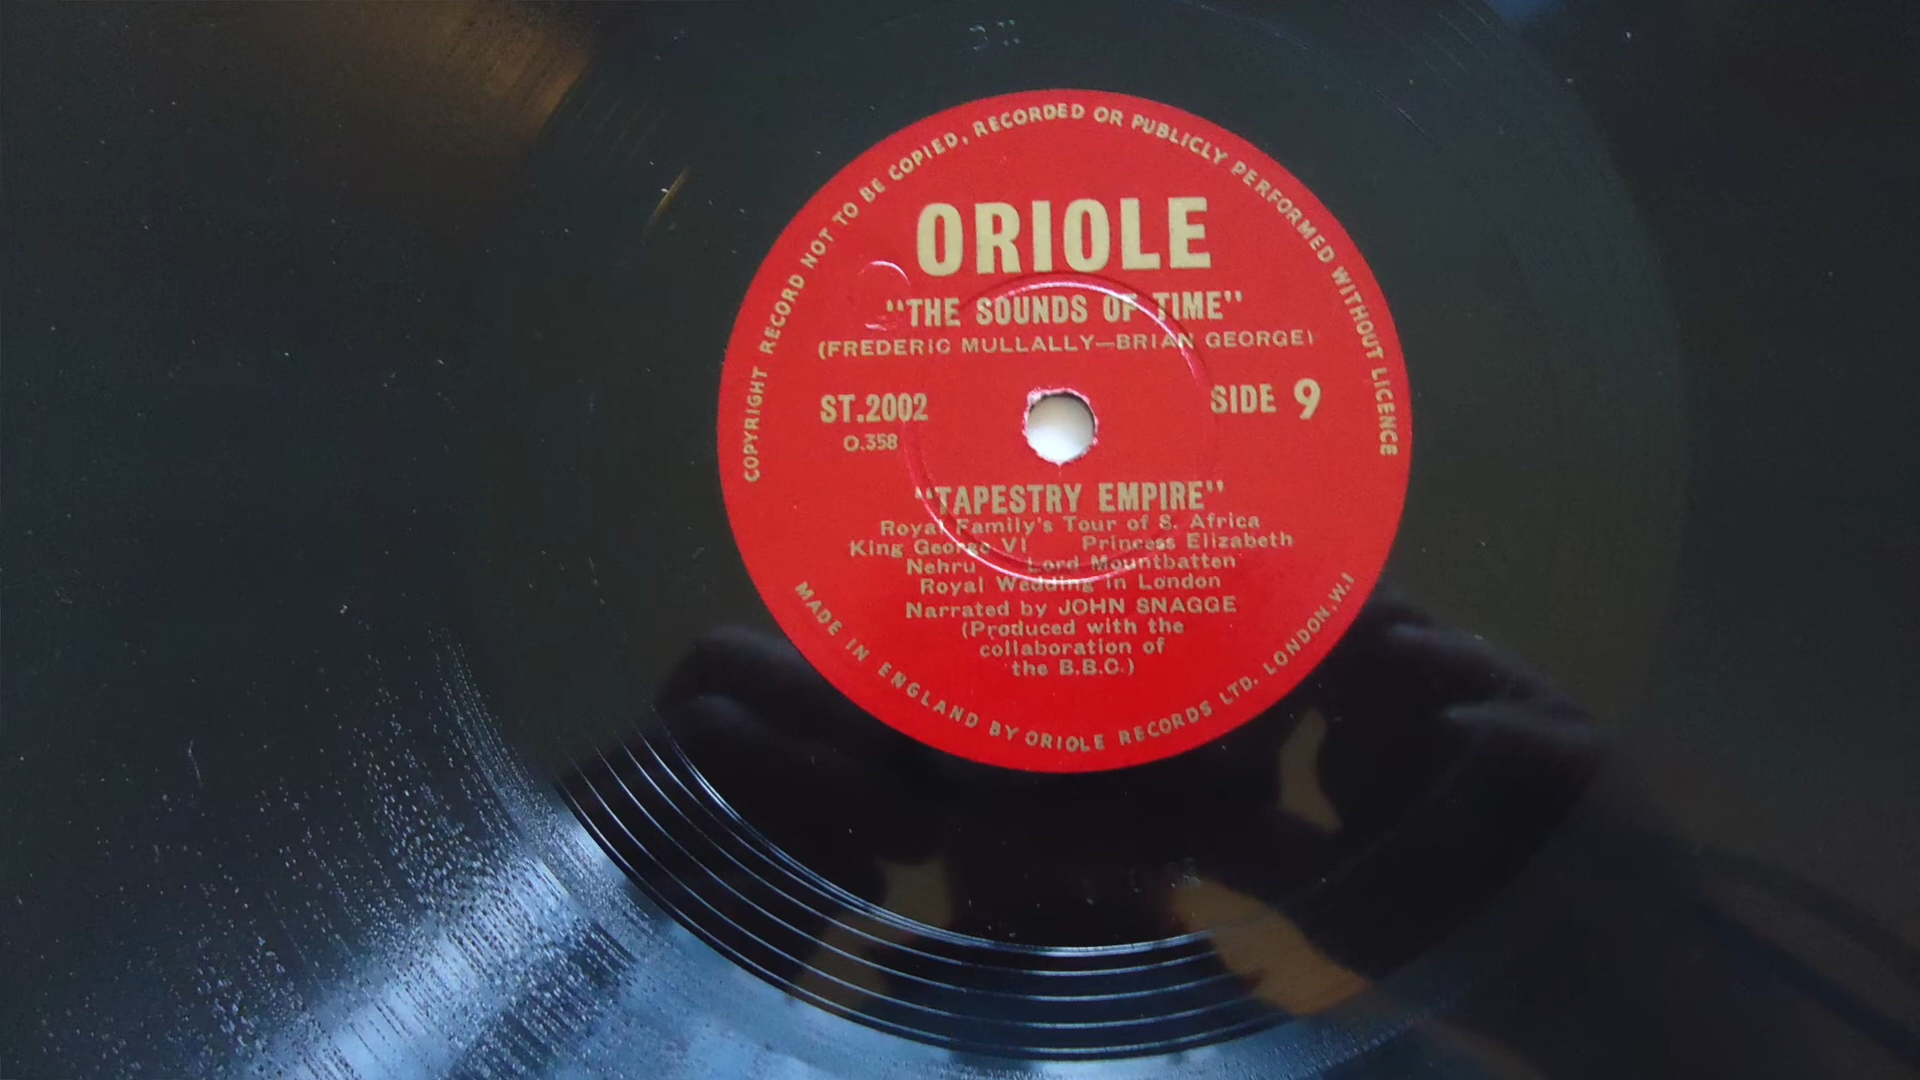 COPYRIGHT RECORD NOT TO BE COPIED, RECORDED OR PUBLICLY PERFORMED WITHOUT LICENCE
ORIOLE
"THE SOUNDS OF TIME"
(FREDERIC MULLALLY—BRIAN GEORGE)
ST.2002 SIDE 9
O.358
"TAPESTRY EMPIRE"
Royal Family's Tour of S. Africa
King George VI Princess Elizabeth
Nehru Lord Mountbatten
Royal Wedding in London
Narrated by JOHN SNAGGE
(Produced with the
collaboration of
the B.B.C.)
MADE IN ENGLAND BY ORIOLE RECORDS LTD. LONDON, W.1